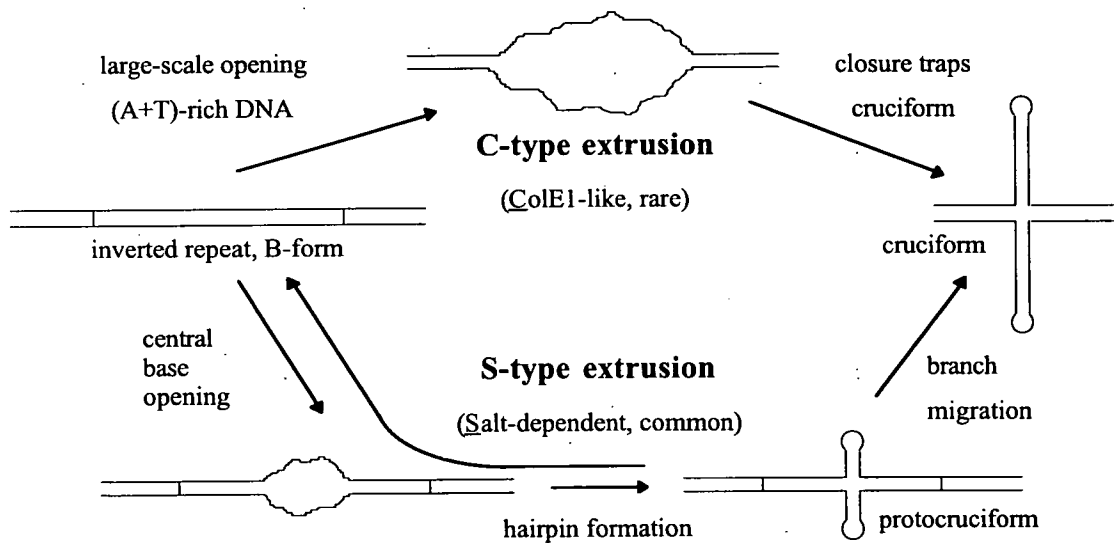 large-scale opening
(A+T)-rich DNA
closure traps
cruciform
C-type extrusion
(ColE1-like, rare)
inverted repeat, B-form
cruciform
central
base
opening
S-type extrusion
(Salt-dependent, common)
branch
migration
hairpin formation
protocruciform